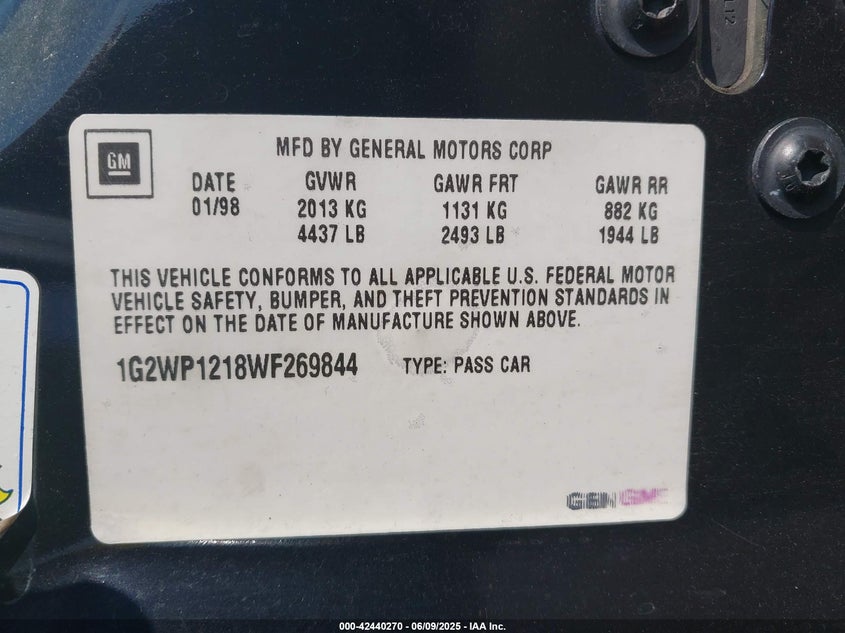 GM
MFD BY GENERAL MOTORS CORP
DATE GVWR GAWR FRT GAWR RR
01/98 2013 KG 1131 KG 882 KG
4437 LB 2493 LB 1944 LB
THIS VEHICLE CONFORMS TO ALL APPLICABLE U.S. FEDERAL MOTOR
VEHICLE SAFETY, BUMPER, AND THEFT PREVENTION STANDARDS IN
EFFECT ON THE DATE OF MANUFACTURE SHOWN ABOVE.
1G2WP1218WF269844 TYPE: PASS CAR
000-42440270 - 06/09/2025 - IAA Inc.